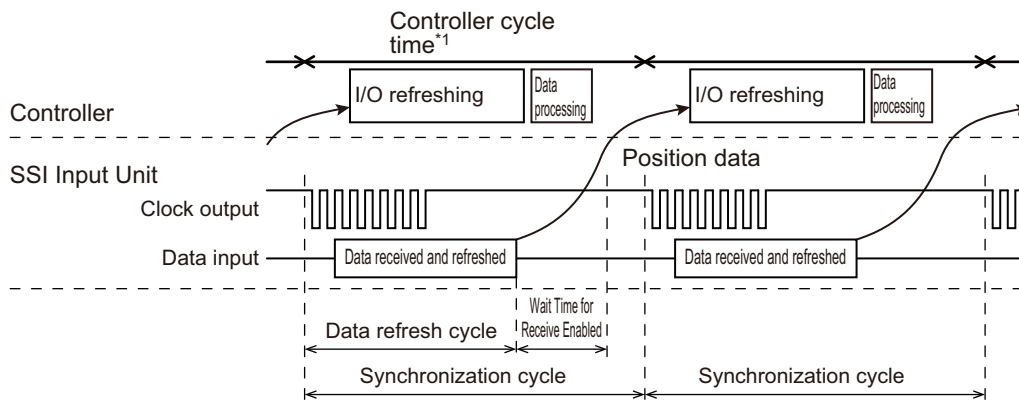 Controller cycle
time*1
I/O refreshing
Data
processing
I/O refreshing
Data
processing
Controller
Position data
SSI Input Unit
Clock output
Data input
Data received and refreshed
Data received and refreshed
Wait Time for
Receive Enabled
Data refresh cycle
Synchronization cycle
Synchronization cycle